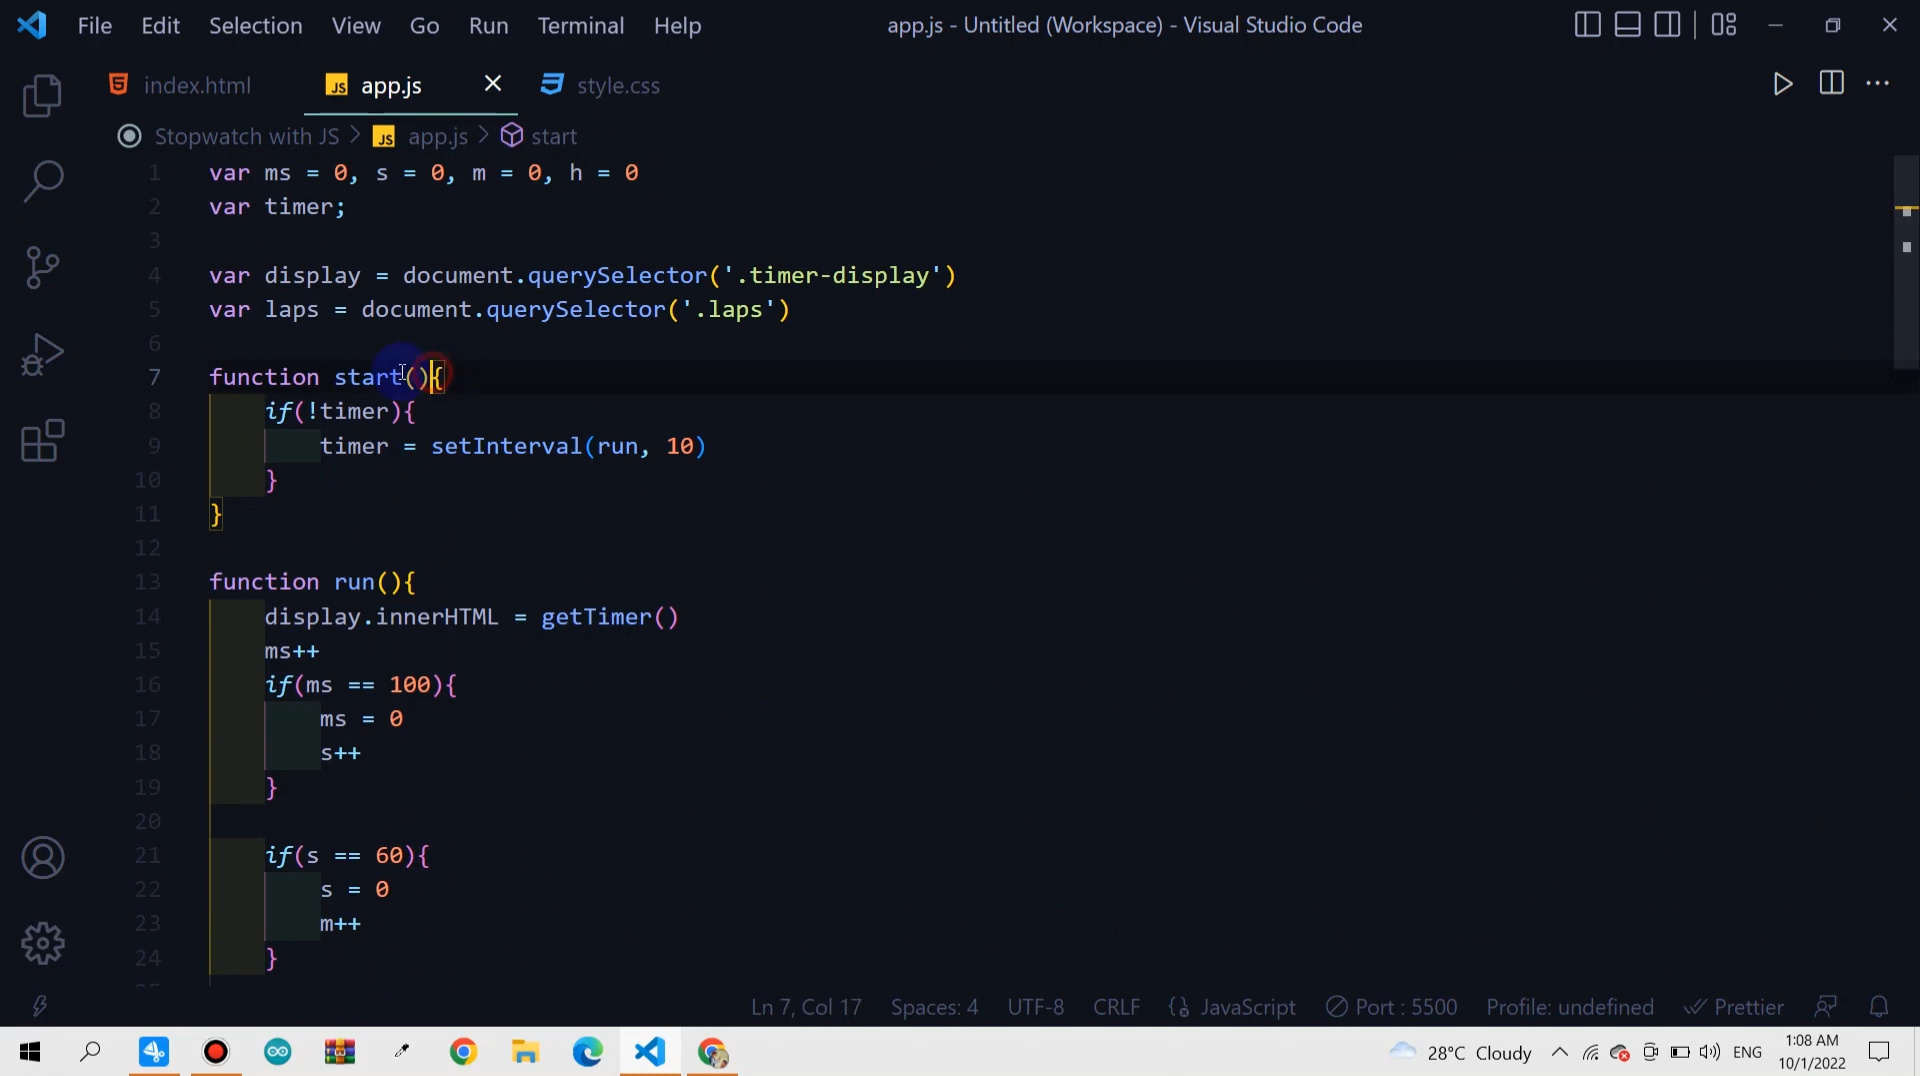 File Edit Selection View Go Run Terminal Help app.js - Untitled (Workspace) - Visual Studio Code
index.html JS app.js style.css
Stopwatch with JS > JS app.js > start
1 var ms = 0, s = 0, m = 0, h = 0
2 var timer;
3
4 var display = document.querySelector('.timer-display')
5 var laps = document.querySelector('.laps')
6
7 function start(){
8 if(!timer){
9 timer = setInterval(run, 10)
10 }
11 }
12
13 function run(){
14 display.innerHTML = getTimer()
15 ms++
16 if(ms == 100){
17 ms = 0
18 s++
19 }
20
21 if(s == 60){
22 s = 0
23 m++
24 }
Ln 7, Col 17 Spaces: 4 UTF-8 CRLF {} JavaScript Port : 5500 Profile: undefined Prettier
28°C Cloudy ENG 1:08 AM
10/1/2022